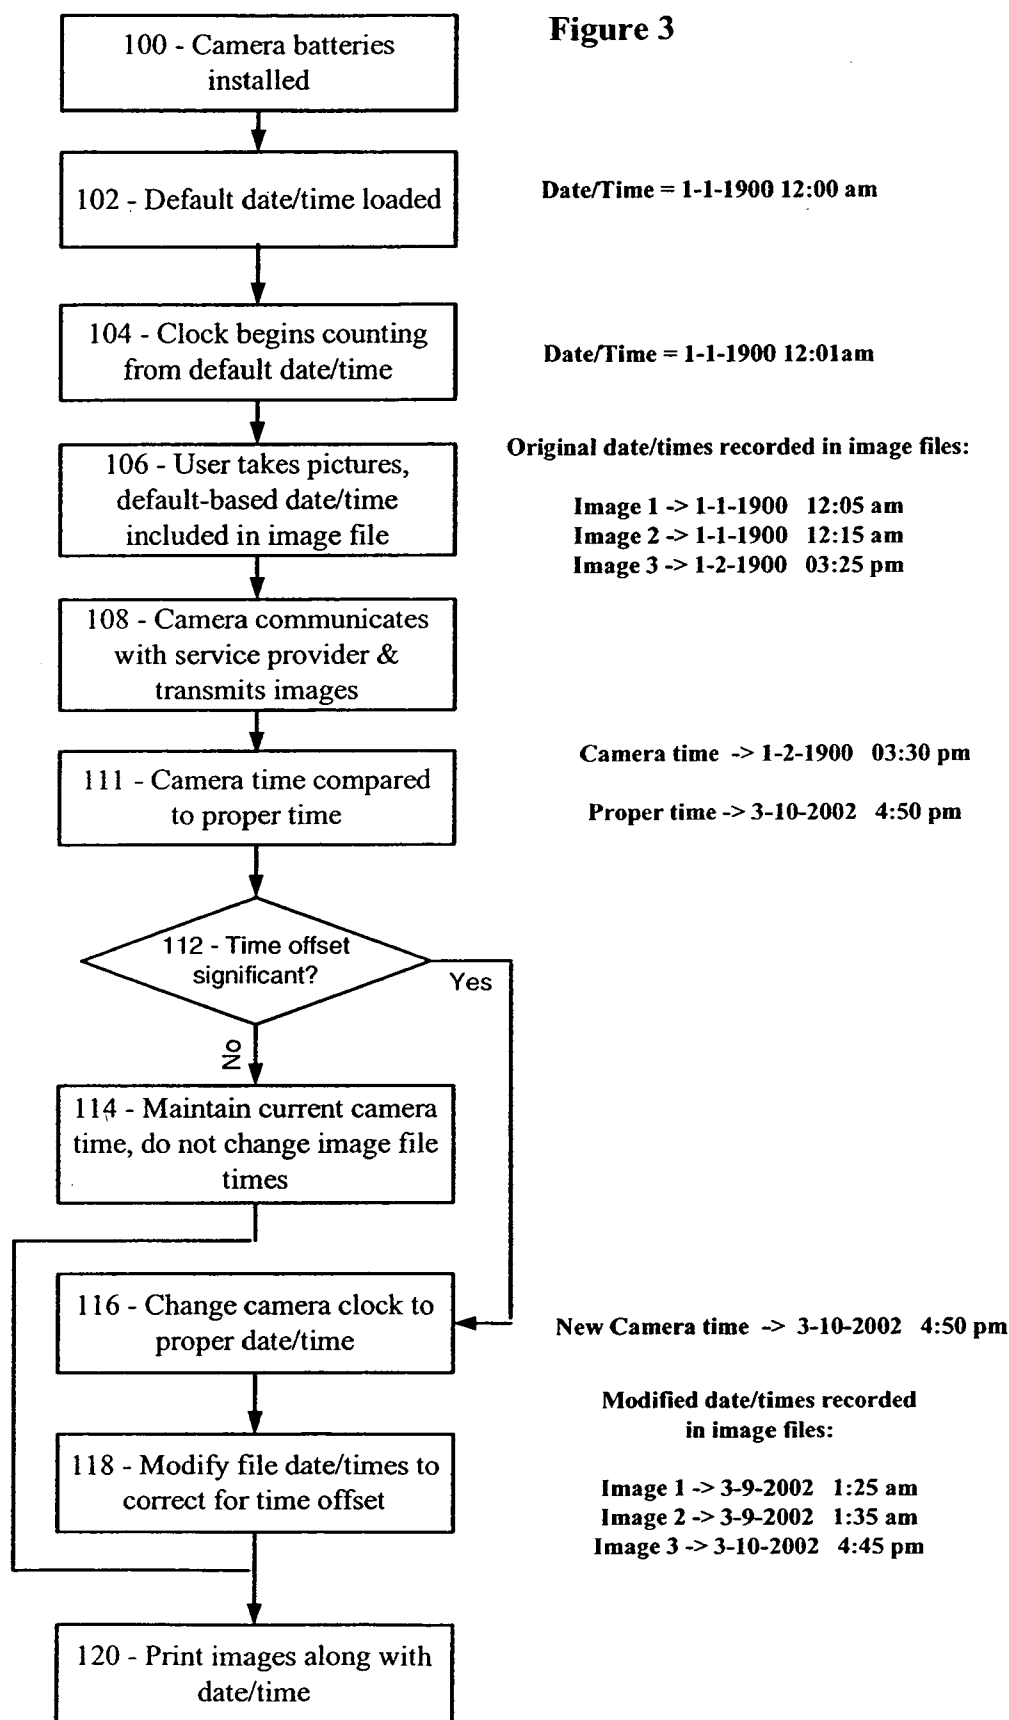 Figure 3
100 - Camera batteries
installed
102 - Default date/time loaded
Date/Time = 1-1-1900 12:00 am
104 - Clock begins counting
from default date/time
Date/Time = 1-1-1900 12:01am
106 - User takes pictures,
default-based date/time
included in image file
Original date/times recorded in image files:
Image 1 -> 1-1-1900 12:05 am
Image 2 -> 1-1-1900 12:15 am
Image 3 -> 1-2-1900 03:25 pm
108 - Camera communicates
with service provider &
transmits images
111 - Camera time compared
to proper time
Camera time -> 1-2-1900 03:30 pm
Proper time -> 3-10-2002 4:50 pm
112 - Time offset
significant?
Yes
No
114 - Maintain current camera
time, do not change image file
times
116 - Change camera clock to
proper date/time
New Camera time -> 3-10-2002 4:50 pm
Modified date/times recorded
in image files:
118 - Modify file date/times to
correct for time offset
Image 1 -> 3-9-2002 1:25 am
Image 2 -> 3-9-2002 1:35 am
Image 3 -> 3-10-2002 4:45 pm
120 - Print images along with
date/time